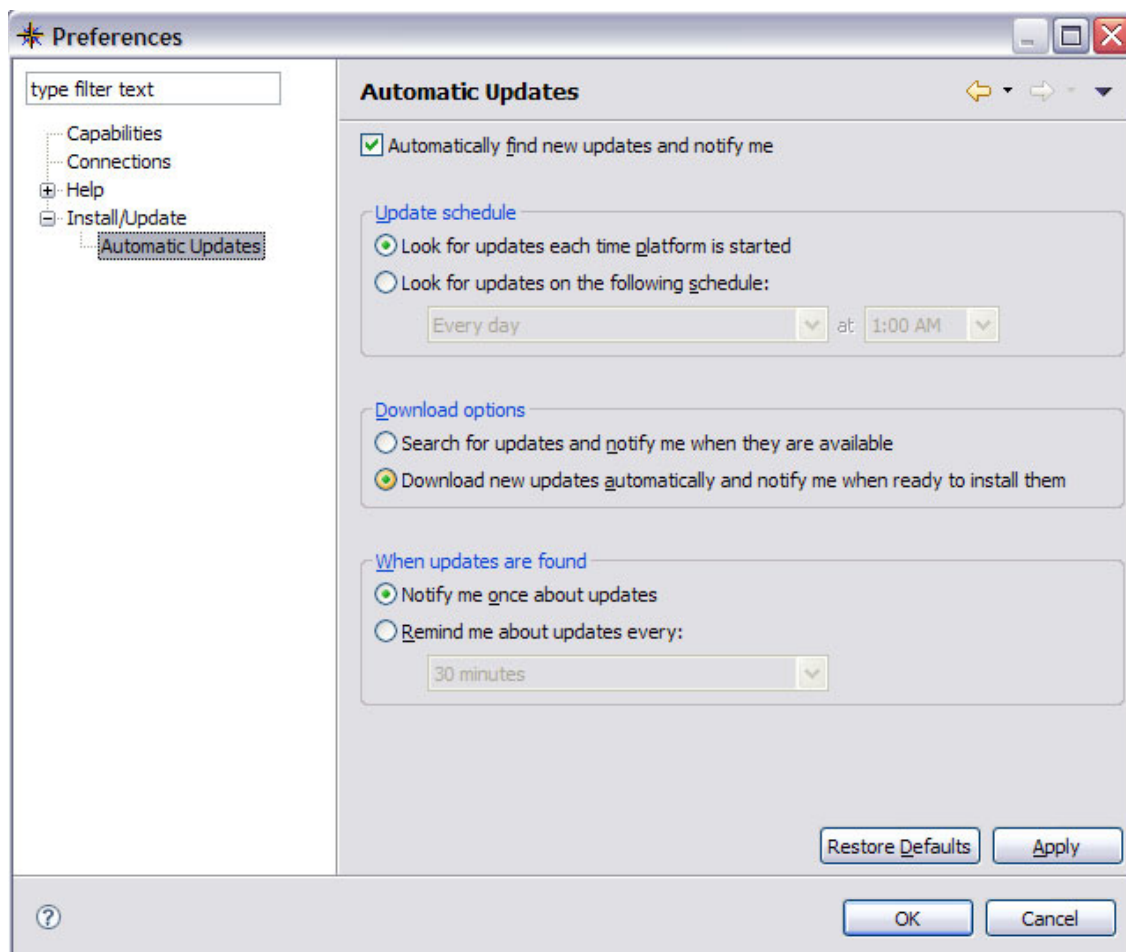 Preferences
type filter text
Capabilities
Connections
Help
Install/Update
Automatic Updates
Automatic Updates
Automatically find new updates and notify me
Update schedule
Look for updates each time platform is started
Look for updates on the following schedule:
Every day at 1:00 AM
Download options
Search for updates and notify me when they are available
Download new updates automatically and notify me when ready to install them
When updates are found
Notify me once about updates
Remind me about updates every:
30 minutes
Restore Defaults Apply
OK Cancel